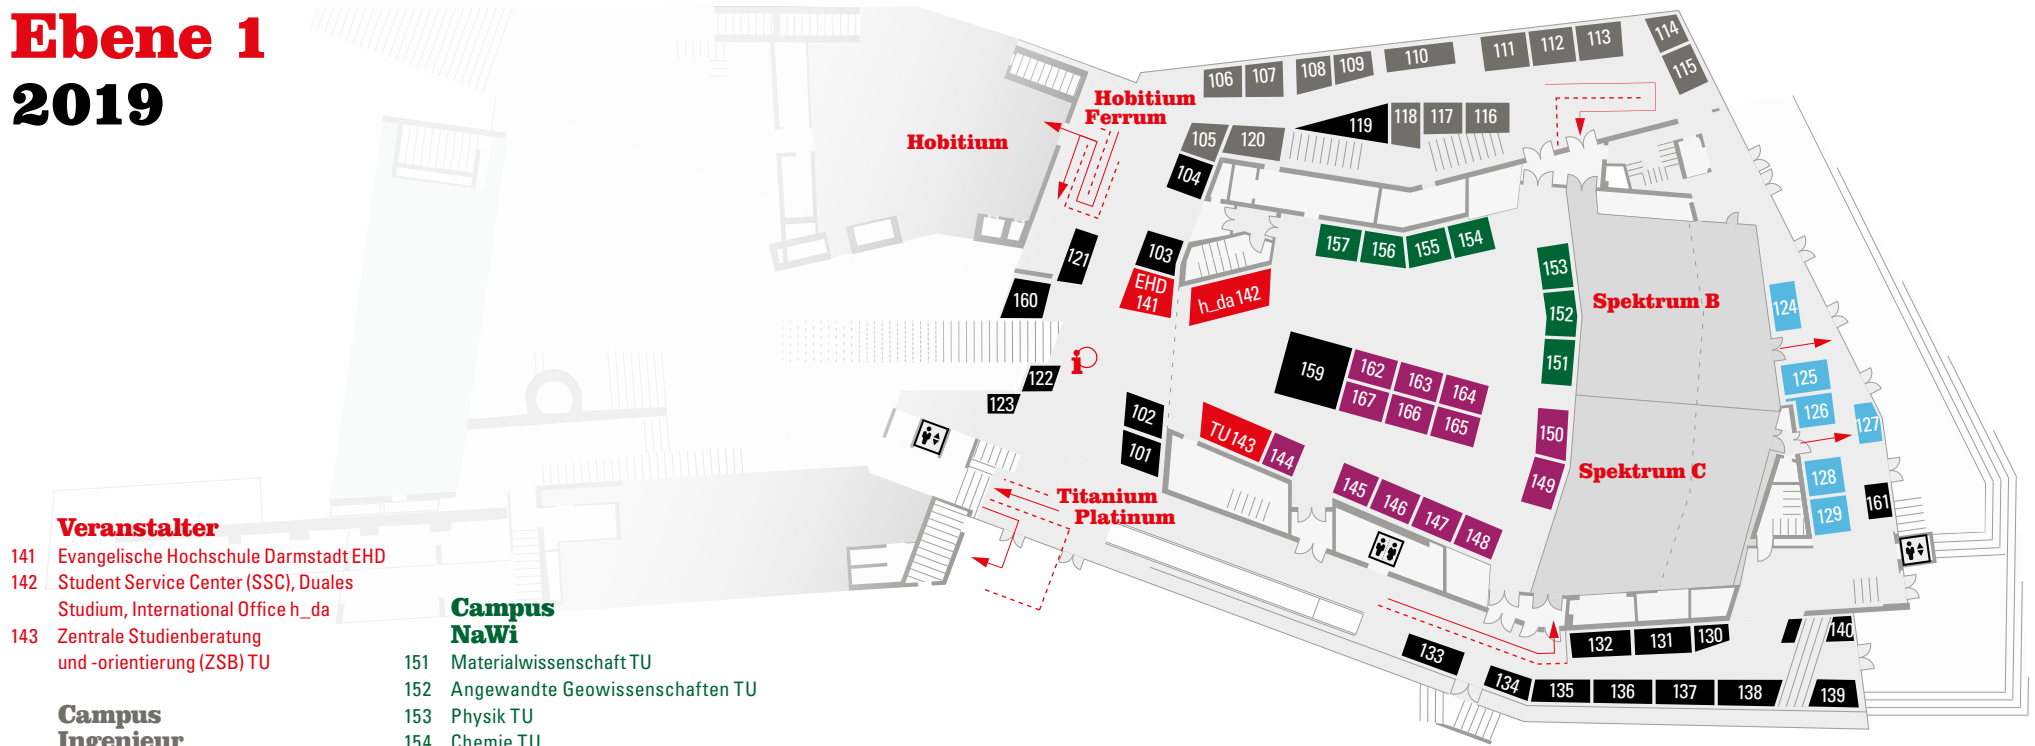 Ebene 1
2019
Hobitium
Hobitium
Ferrum
Titanium
Platinum
Spektrum B
Spektrum C
i
106
107
108
109
110
111
112
113
114
115
105
120
119
118
117
116
104
103
121
160
EHD
141
h_da 142
157
156
155
154
153
152
151
124
125
126
127
128
129
161
122
123
102
101
159
162
163
164
167
166
165
150
149
TU 143
144
145
146
147
148
133
134
132
131
130
140
135
136
137
138
139
Veranstalter
141 Evangelische Hochschule Darmstadt EHD
142 Student Service Center (SSC), Duales
Studium, International Office h_da
143 Zentrale Studienberatung
und -orientierung (ZSB) TU
Campus
Ingenieur
Campus
NaWi
151 Materialwissenschaft TU
152 Angewandte Geowissenschaften TU
153 Physik TU
154 Chemie TU